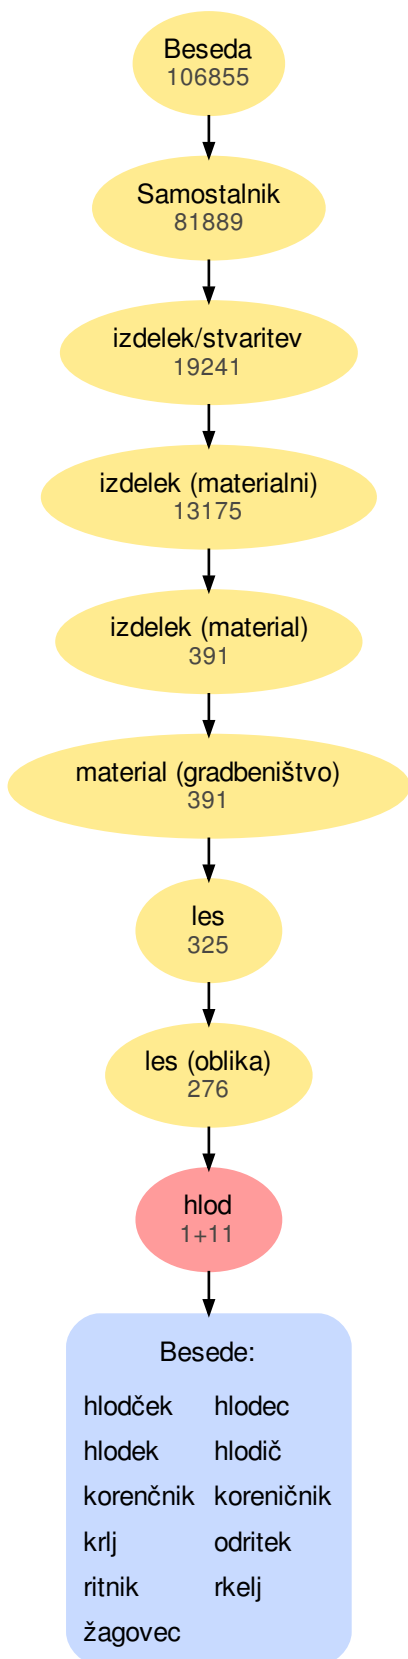 Beseda
106855
Samostalnik
81889
izdelek/stvaritev
19241
izdelek (materialni)
13175
izdelek (material)
391
material (gradbeništvo)
391
les
325
les (oblika)
276
hlod
1+11
Besede:
hlodček hlodec
hlodek hlodič
korenčnik koreničnik
krlj odritek
ritnik rkelj
žagovec